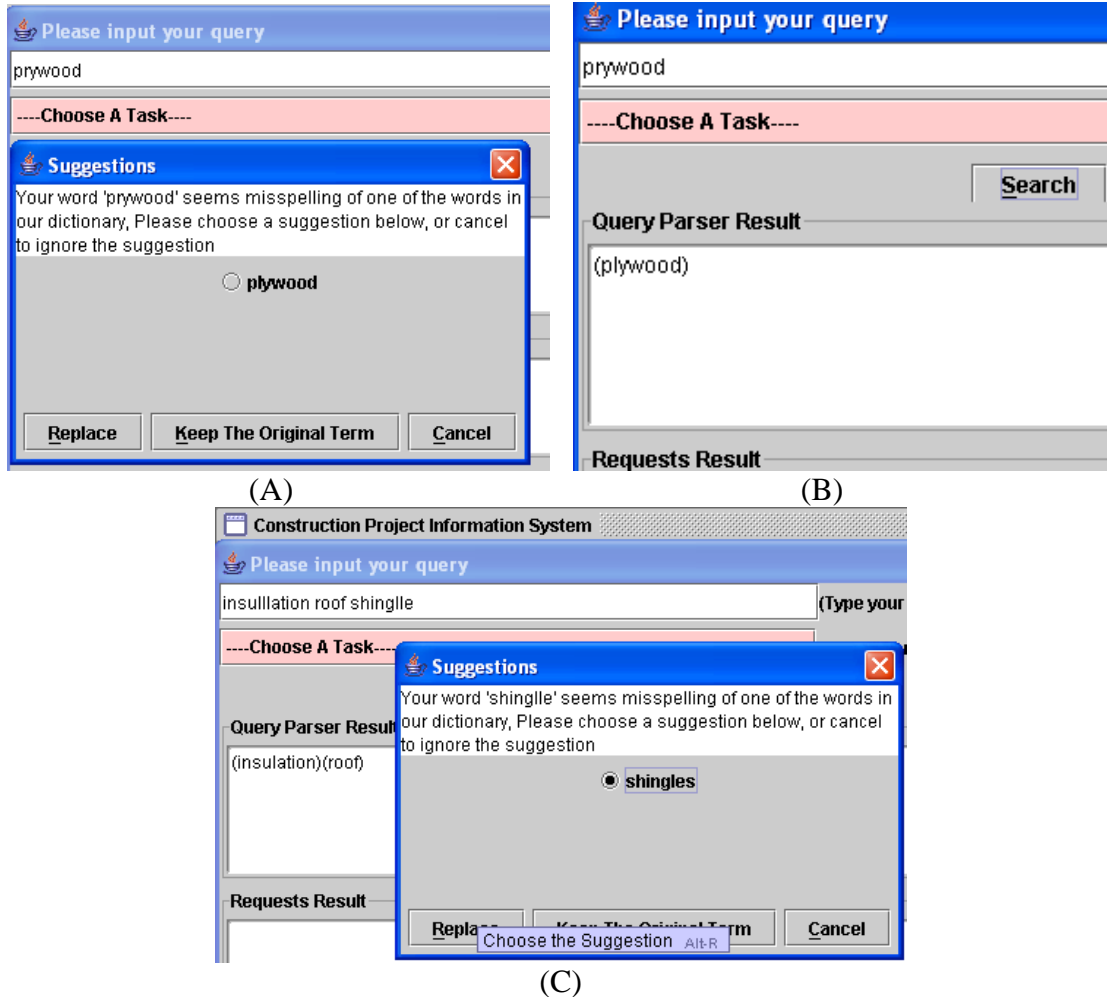 Please input your query
prywood
----Choose A Task----
Suggestions
Your word 'prywood' seems misspelling of one of the words in
our dictionary, Please choose a suggestion below, or cancel
to ignore the suggestion
plywood
Replace Keep The Original Term Cancel
(A)
Please input your query
prywood
----Choose A Task----
Search
Query Parser Result
(plywood)
Requests Result
(B)
Construction Project Information System
Please input your query
insulllation roof shinglle (Type your
----Choose A Task----
Suggestions
Your word 'shinglle' seems misspelling of one of the words in
our dictionary, Please choose a suggestion below, or cancel
to ignore the suggestion
shingles
Query Parser Result
(insulation)(roof)
Requests Result
Replace Keep The Original Term Cancel
Choose the Suggestion Alt-R
(C)